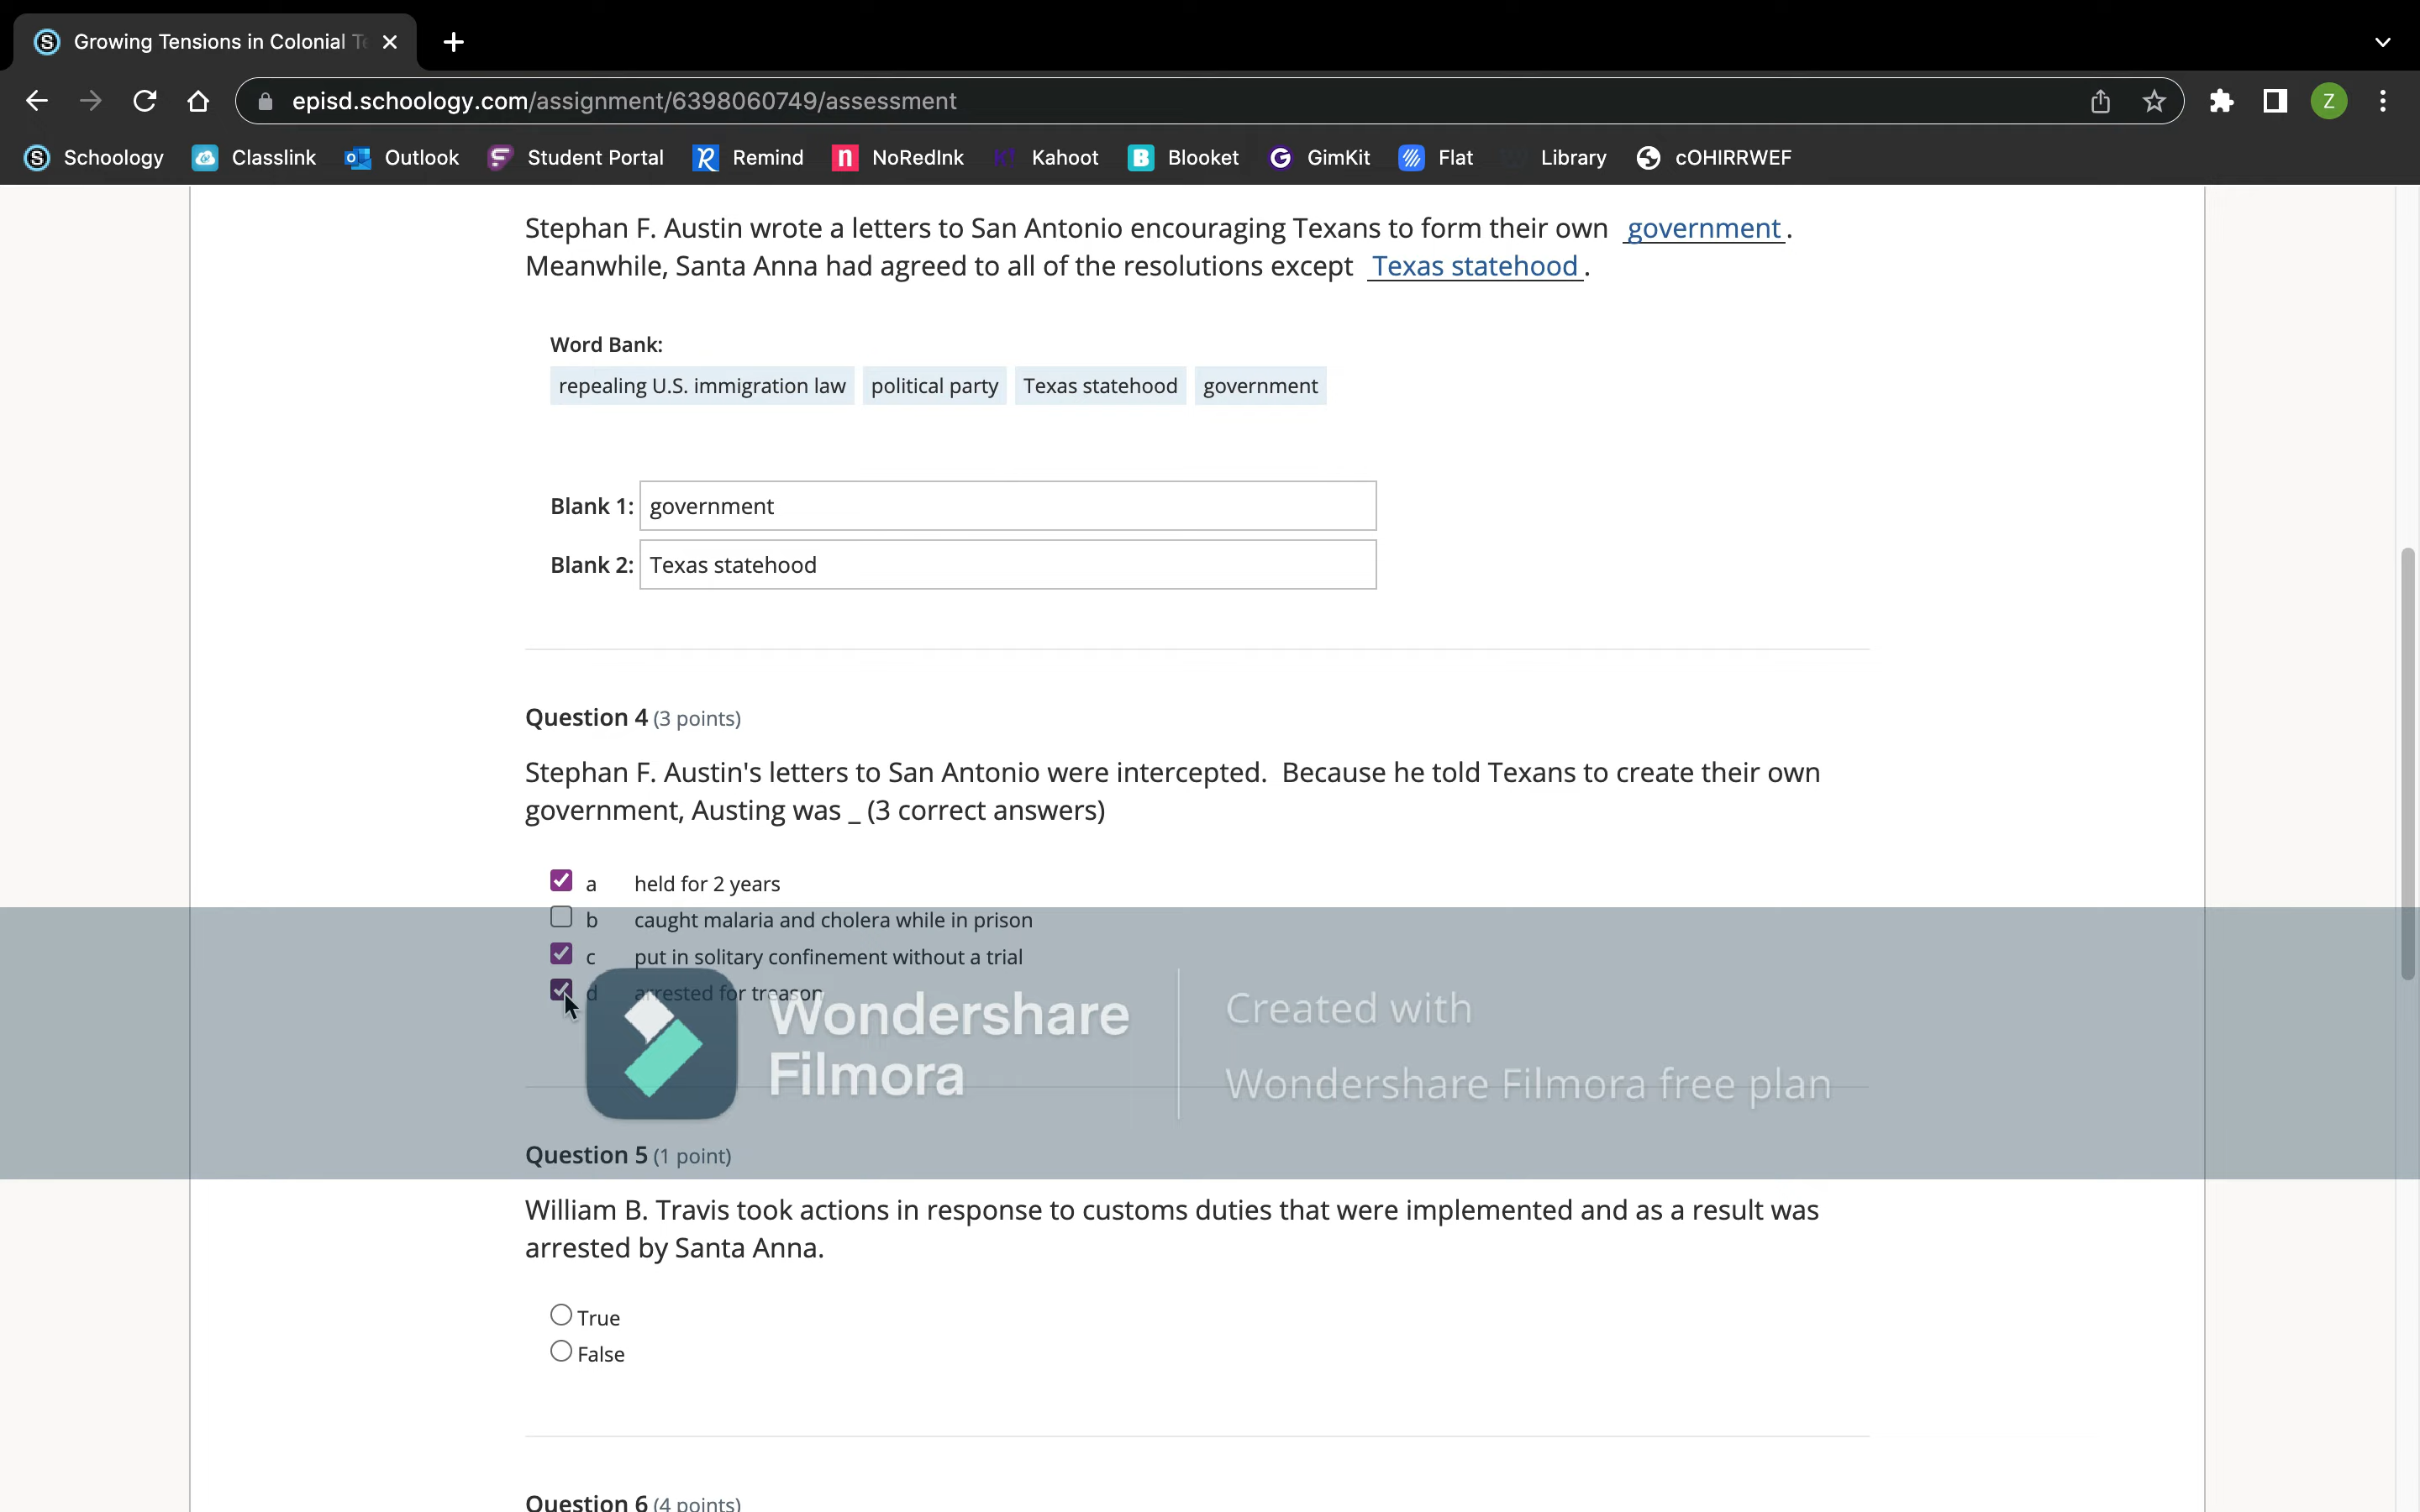 Growing Tensions in Colonial Te
episd.schoology.com/assignment/6398060749/assessment
Z
Schoology Classlink Outlook Student Portal Remind NoRedInk Kahoot Blooket GimKit Flat Library cOHIRRWEF
Stephan F. Austin wrote a letters to San Antonio encouraging Texans to form their own government.
Meanwhile, Santa Anna had agreed to all of the resolutions except Texas statehood.
Word Bank:
repealing U.S. immigration law political party Texas statehood government
Blank 1: government
Blank 2: Texas statehood
Question 4 (3 points)
Stephan F. Austin's letters to San Antonio were intercepted. Because he told Texans to create their own
government, Austing was _ (3 correct answers)
a held for 2 years
b caught malaria and cholera while in prison
c put in solitary confinement without a trial
d arrested for treason
Wondershare
Filmora
Created with
Wondershare Filmora free plan
Question 5 (1 point)
William B. Travis took actions in response to customs duties that were implemented and as a result was
arrested by Santa Anna.
True
False
Question 6 (4 points)